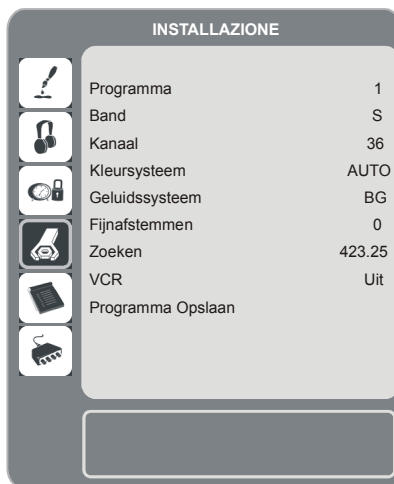 INSTALLAZIONE
Programma 1
Band S
Kanaal 36
Kleursysteem AUTO
Geluidssysteem BG
Fijnafstemmen 0
Zoeken 423.25
VCR Uit
Programma Opslaan